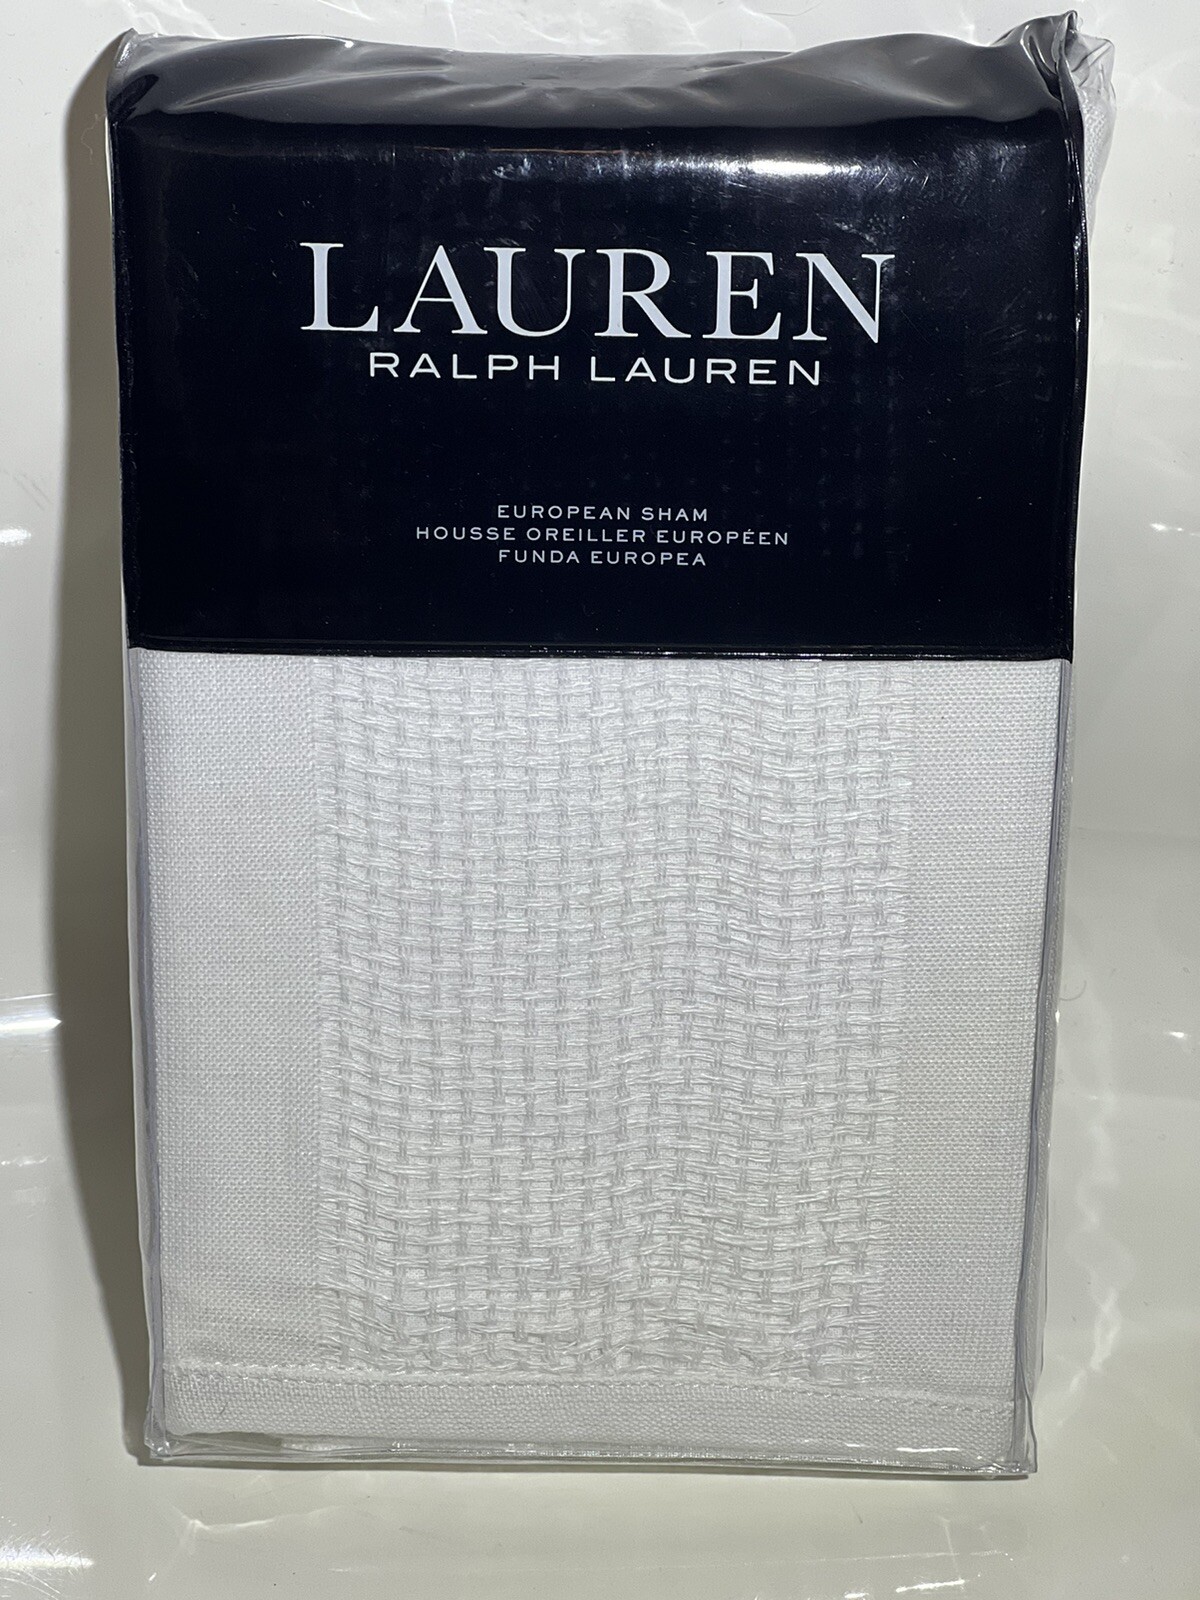 LAUREN
RALPH LAUREN
EUROPEAN SHAM
HOUSSE OREILLER EUROPÉEN
FUNDA EUROPEA